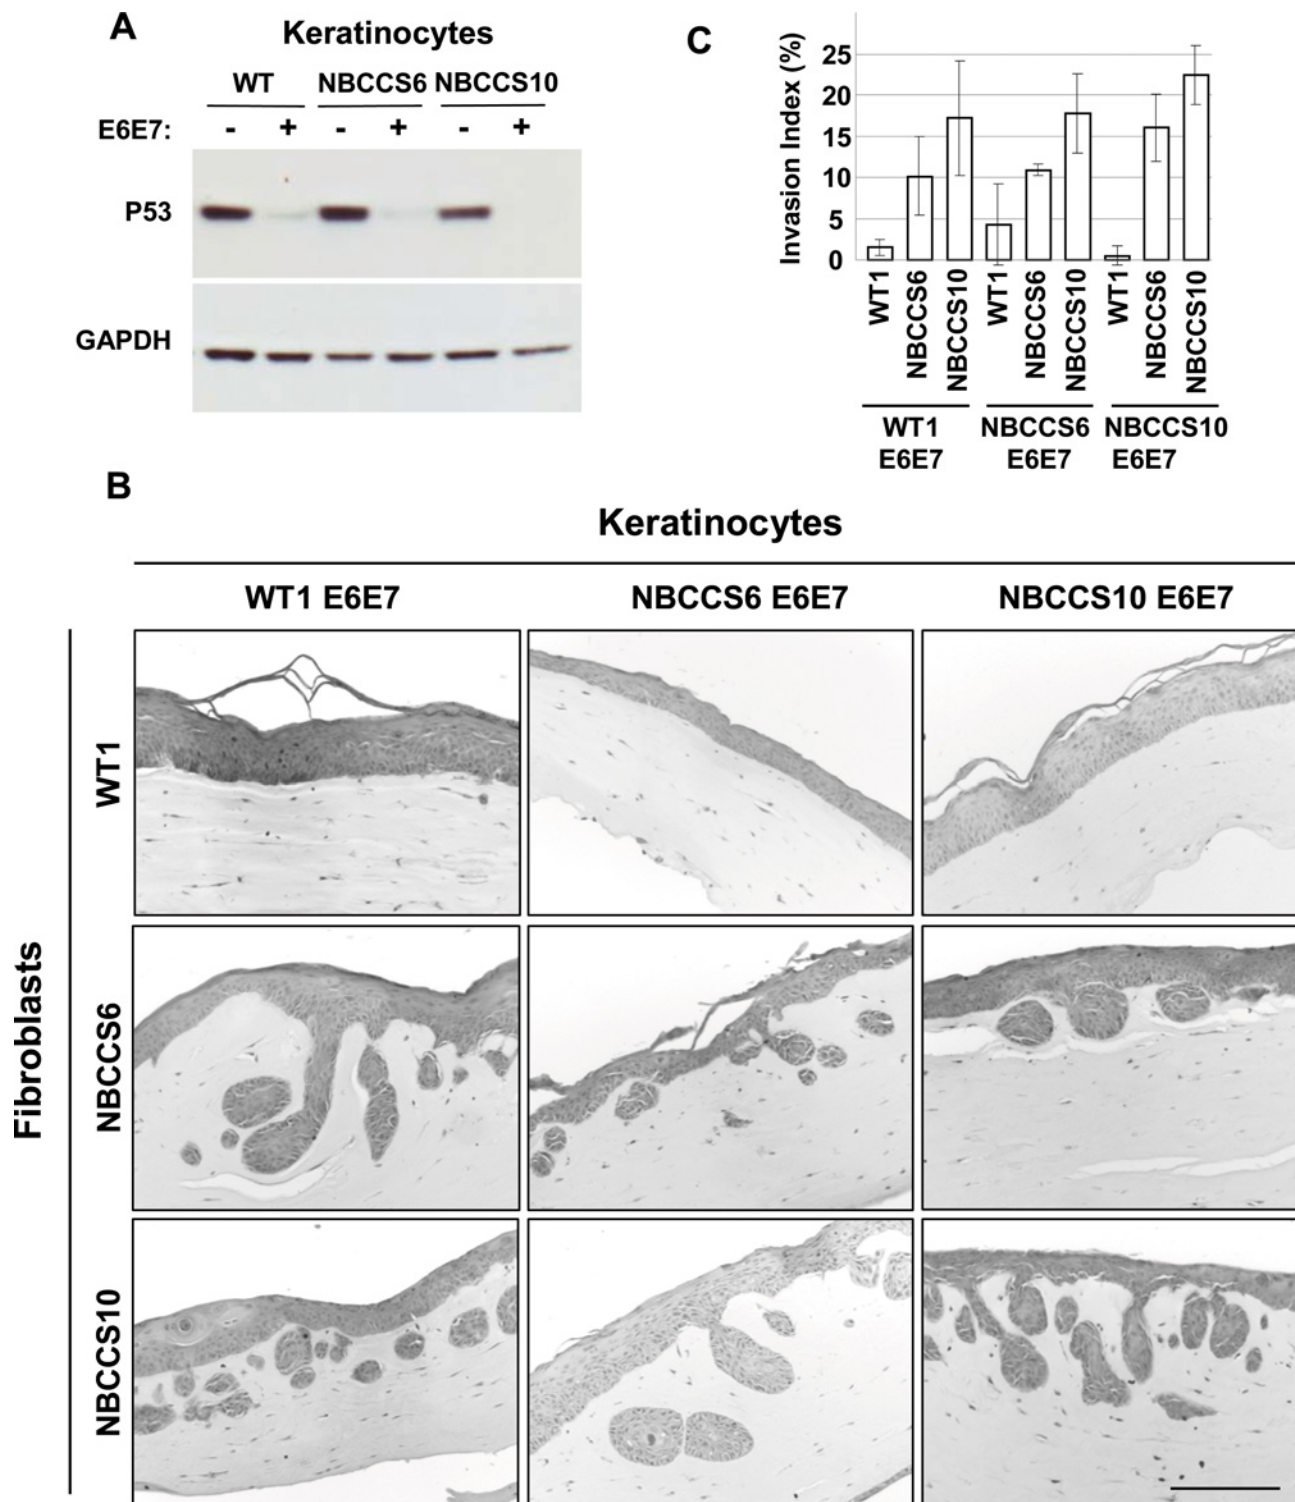 A
Keratinocytes
WT NBCCS6 NBCCS10
E6E7: - + - + - +
P53
GAPDH
C
Invasion Index (%)
25
20
15
10
5
0
WT1 NBCCS6 NBCCS10 WT1 NBCCS6 NBCCS10 WT1 NBCCS6 NBCCS10
WT1 NBCCS6 NBCCS10
E6E7 E6E7 E6E7
B
Keratinocytes
WT1 E6E7 NBCCS6 E6E7 NBCCS10 E6E7
Fibroblasts
WT1
NBCCS6
NBCCS10